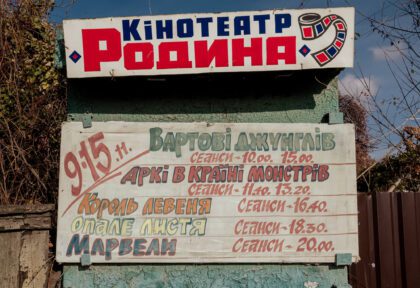 Кінотеатр
Родина
9-15.11.
Вартові джунглів
Сеанси-10.00. 15.00.
Аркі в країні монстрів
Сеанси-11.40. 13.20.
Король Левеня Сеанси-16.40.
Опале листя Сеанси-18.30.
Марвели Сеанси-20.00.